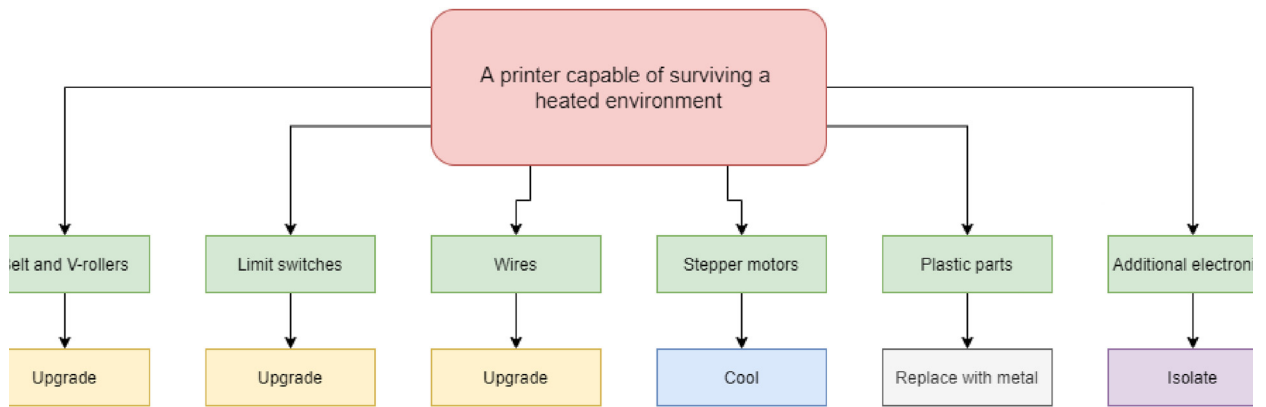 A printer capable of surviving a
heated environment
elt and V-rollers
Limit switches
Wires
Stepper motors
Plastic parts
Additional electroni
Upgrade
Upgrade
Upgrade
Cool
Replace with metal
Isolate